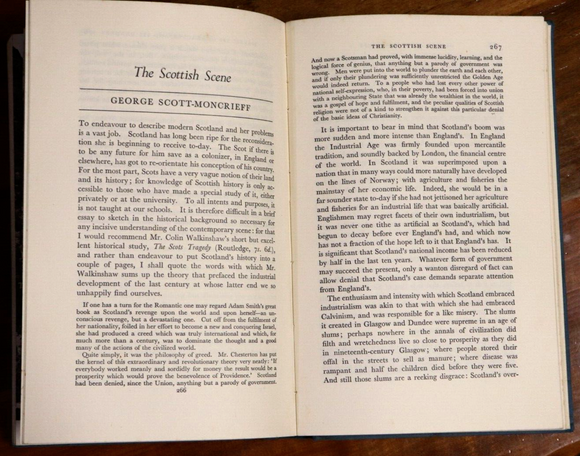 The Scottish Scene
GEORGE SCOTT-MONCRIEFF
To endeavour to describe modern Scotland and her problems
is a vast job. Scotland has long been ripe for the reconsidera-
tion she is beginning to receive to-day. The Scot if there is
to be any future for him save as a colonizer, in England or
elsewhere, has got to re-orientate his conception of his country.
For the most part, Scots have a very vague notion of their land
and its history; for knowledge of Scottish history is only ac-
cessible to those who have made a special study of it, either
privately or at the university. To all intents and purposes, it
is not taught at our schools. It is therefore difficult in a brief
essay to sketch in the historical background so necessary for
any incisive understanding of the contemporary scene: for that
I would recommend Mr. Colin Walkinshaw's short but excel-
lent historical study, The Scots Tragedy (Routledge, 7s. 6d.),
and rather than endeavour to put Scotland's history into a
couple of pages, I shall quote the words with which Mr.
Walkinshaw sums up the theory that prefaced the industrial
development of the last century at whose latter end we so
unhappily find ourselves.
If one has a turn for the Romantic one may regard Adam Smith's great
book as Scotland's revenge upon the world and upon herself—an un-
conscious revenge, but a devastating one. Cut off from the fulfilment of
her nationality, foiled in her effort to become a new and conquering Israel,
she had produced a creed which was truly international and which, for
much more than a century, was to dominate the thought and a good
many of the actions of the civilized world.
Quite simply, it was the philosophy of greed. Mr. Chesterton has put
the kernel of this extraordinary and revolutionary theory very neatly: 'If
everybody worked meanly and sordidly for money the result would be a
prosperity which would prove the benevolence of Providence.' Scotland
had been denied, since the Union, anything but a parody of government.
266
THE SCOTTISH SCENE 267
And now a Scotsman had proved, with immense lucidity, learning, and the
logical force of genius, that anything but a parody of government was
wrong. Men were put into the world to plunder the earth and each other,
and if only their plundering was sufficiently unrestricted the Golden Age
would indeed return. To a people who had lost every other power of
national self-expression, who, in their poverty, had been forced into union
with a neighbouring State that was already the wealthiest in the world, it
was a gospel of hope and fulfilment, and the peculiar qualities of Scottish
religion were not of a kind to strengthen it against this particular denial
of the basic ideas of Christianity.
It is important to bear in mind that Scotland's boom was
more sudden and more intense than England's. In England
the Industrial Age was firmly founded upon mercantile
tradition, and soundly backed by London, the financial centre
of the world. In Scotland it was superimposed upon a
nation that in many ways could more naturally have developed
on the lines of Norway; with agriculture and fisheries the
mainstay of her economic life. Indeed, she would be in a
far sounder state to-day if she had not jettisoned her agriculture
and fisheries for an industrial life that was basically artificial.
Englishmen may regret facets of their own industrialism, but
it was never one tithe as artificial as Scotland's, which had
begun to decay before ever England's had, and which now
has not a fraction of the hope left to it that England's has. It
is significant that Scotland's national income has been reduced
by half in the last ten years. Whatever form of government
may succeed the present, only a wanton disregard of fact can
allow denial that Scotland's case demands separate attention
from England's.
The enthusiasm and intensity with which Scotland embraced
industrialism was akin to that with which she had embraced
Calvinism, and was responsible for a like misery. The slums
it created in Glasgow and Dundee were supreme in an age of
slums; perhaps nowhere in the annals of civilization did
filth and wretchedness live so close to prosperity as they did
in nineteenth-century Glasgow; where people stored their
offal in the streets to sell as manure; where disease was
rampant and half the children died before they were five.
And still those slums are a reeking disgrace: Scotland's over-